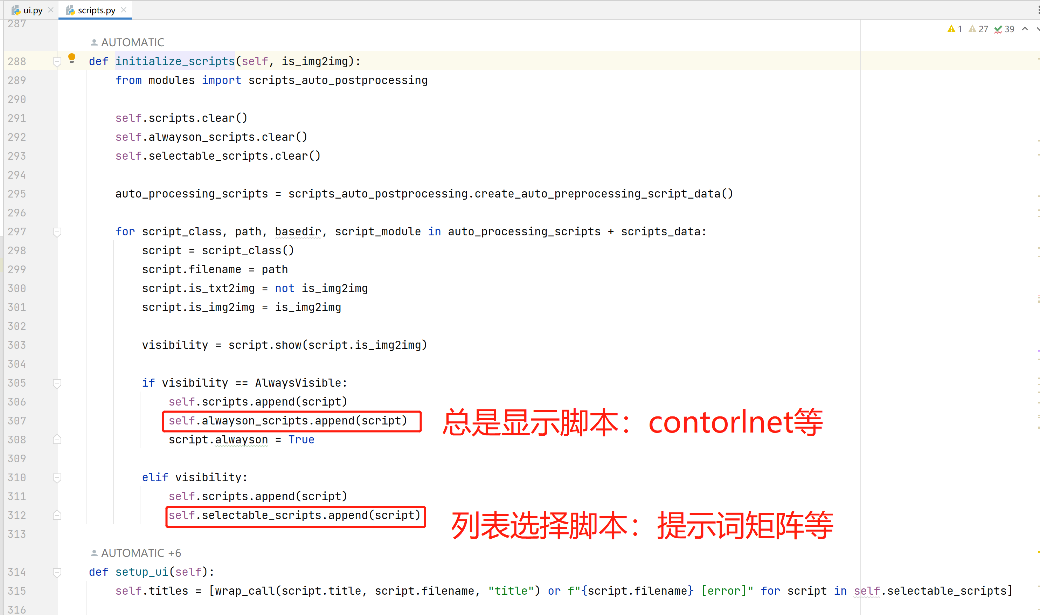 ui.py scripts.py
287
1 27 39
AUTOMATIC
288 def initialize_scripts(self, is_img2img):
289 from modules import scripts_auto_postprocessing
290
291 self.scripts.clear()
292 self.alwayson_scripts.clear()
293 self.selectable_scripts.clear()
294
295 auto_processing_scripts = scripts_auto_postprocessing.create_auto_preprocessing_script_data()
296
297 for script_class, path, basedir, script_module in auto_processing_scripts + scripts_data:
298 script = script_class()
299 script.filename = path
300 script.is_txt2img = not is_img2img
301 script.is_img2img = is_img2img
302
303 visibility = script.show(script.is_img2img)
304
305 if visibility == AlwaysVisible:
306 self.scripts.append(script)
307 self.alwayson_scripts.append(script) 总是显示脚本：contorlnet等
308 script.alwayson = True
309
310 elif visibility:
311 self.scripts.append(script)
312 self.selectable_scripts.append(script) 列表选择脚本：提示词矩阵等
313
AUTOMATIC +6
314 def setup_ui(self):
315 self.titles = [wrap_call(script.title, script.filename, "title") or f"{script.filename} [error]" for script in self.selectable_scripts]
316